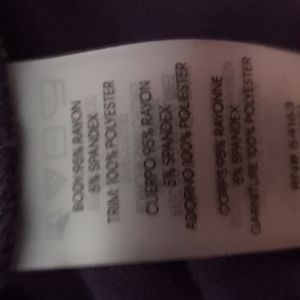 BODY: 95% RAYON
5% SPANDEX
TRIM: 100% POLYESTER
CUERPO: 95% RAYON
5% SPANDEX
ADORNO: 100% POLIESTER
CORPS: 95% RAYONNE
5% SPANDEX
GARNITURE: 100% POLYESTER